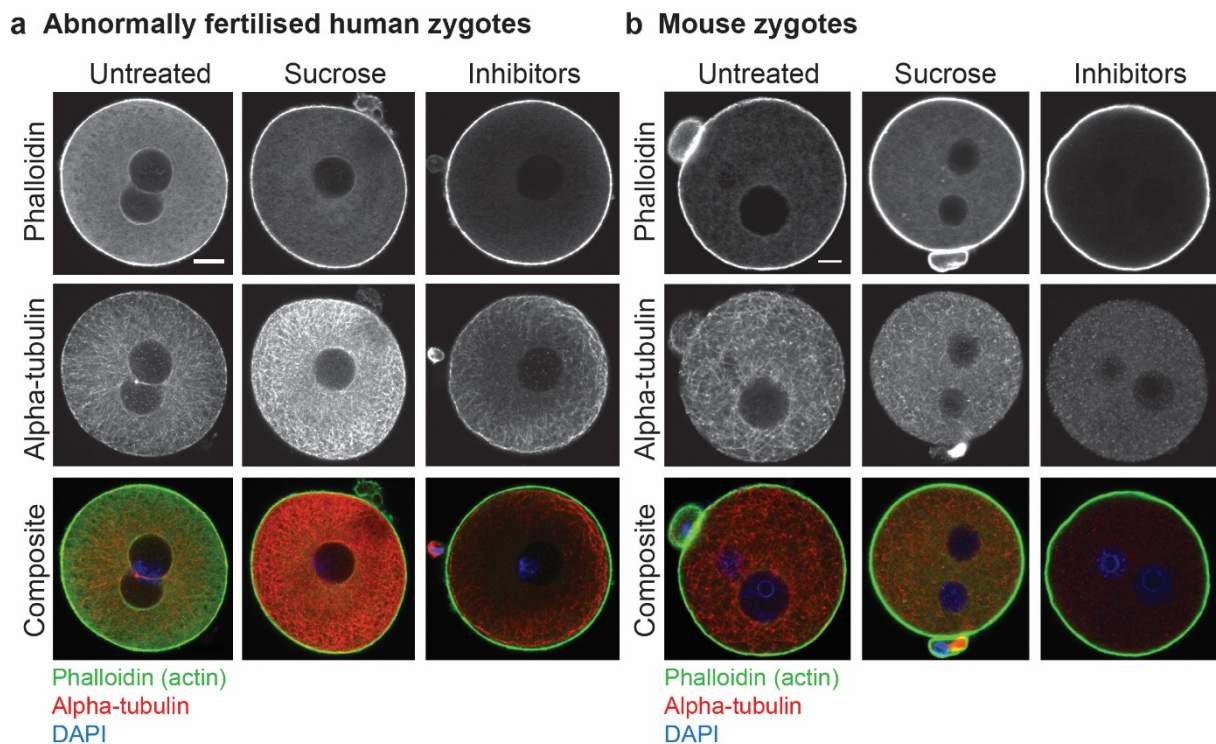 a Abnormally fertilised human zygotes
Untreated Sucrose Inhibitors
Phalloidin
Alpha-tubulin
Composite
Phalloidin (actin)
Alpha-tubulin
DAPI
b Mouse zygotes
Untreated Sucrose Inhibitors
Phalloidin
Alpha-tubulin
Composite
Phalloidin (actin)
Alpha-tubulin
DAPI